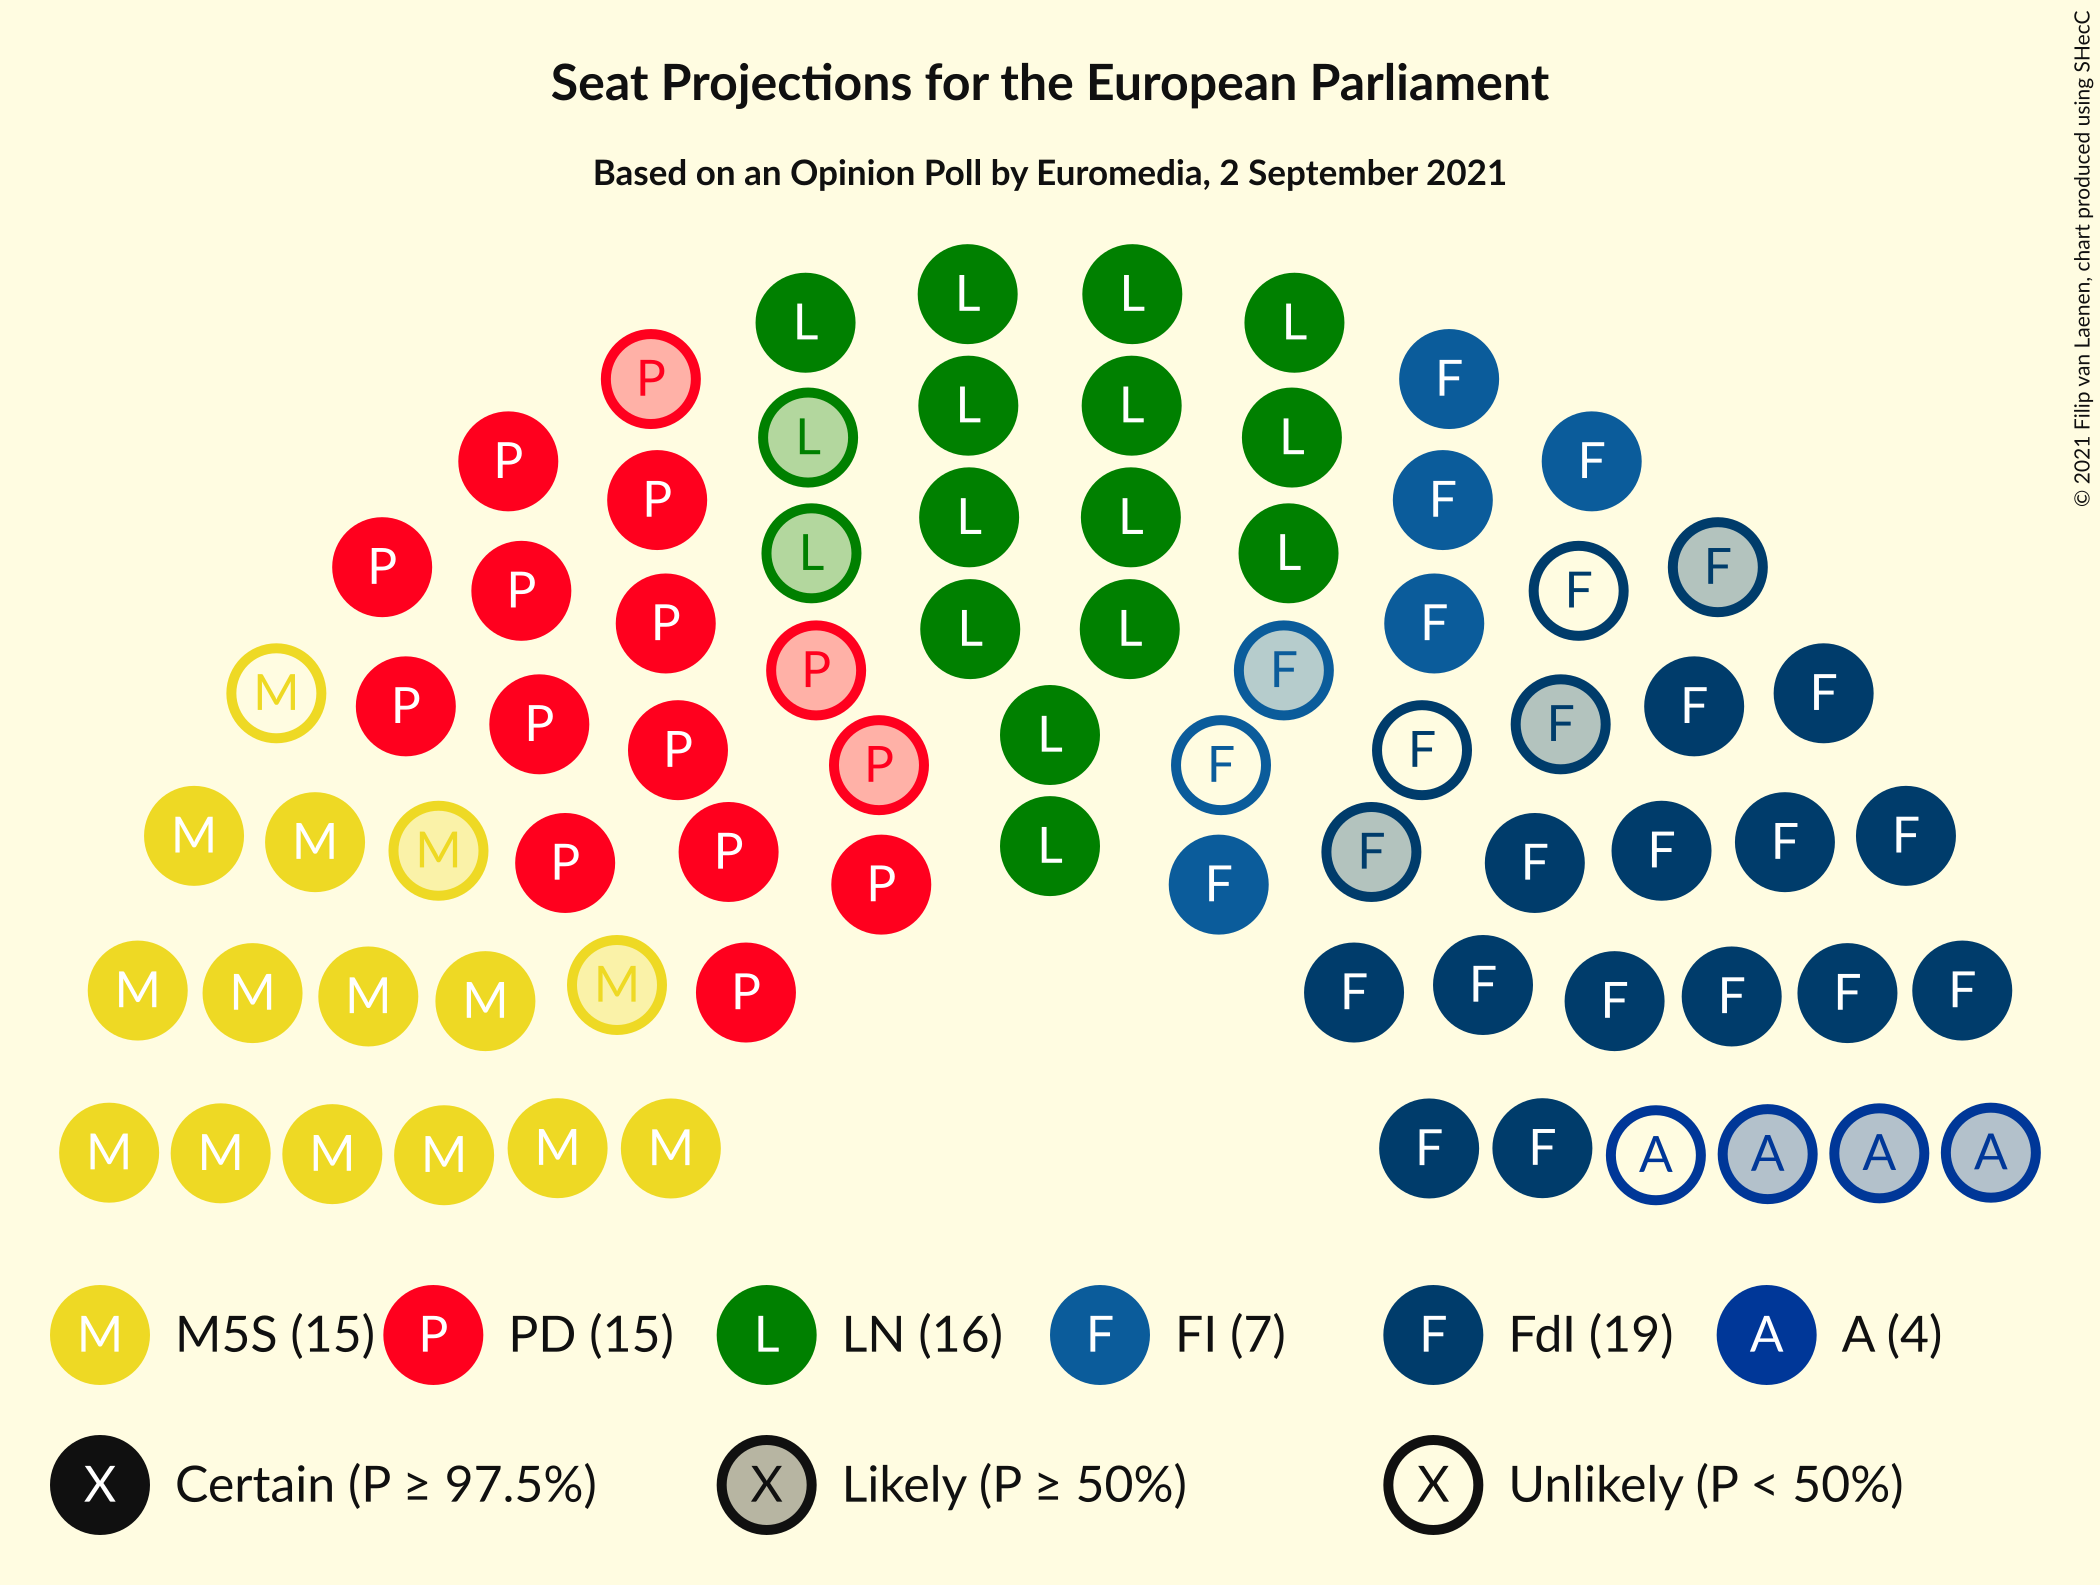 Seat Projections for the European Parliament
Based on an Opinion Poll by Euromedia, 2 September 2021
© 2021 Filip van Laenen, chart produced using SHecC
L L
L L
P F
L L
L L
P F
P F
L L
P F
L L
P F
P F
L L
P F
M F
P F
P F
P L F
P F
P F
M M M P P L F F F F
P F
M M M M M P F F F F F F
M M M M M M F F A A A A
M M5S (15) P PD (15) L LN (16) F FI (7) F FdI (19) A A (4)
X Certain (P ≥ 97.5%) X Likely (P ≥ 50%) X Unlikely (P < 50%)